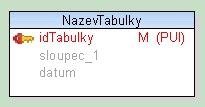 NazevTabulky
idTabulky M (PUI)
sloupec_1
datum